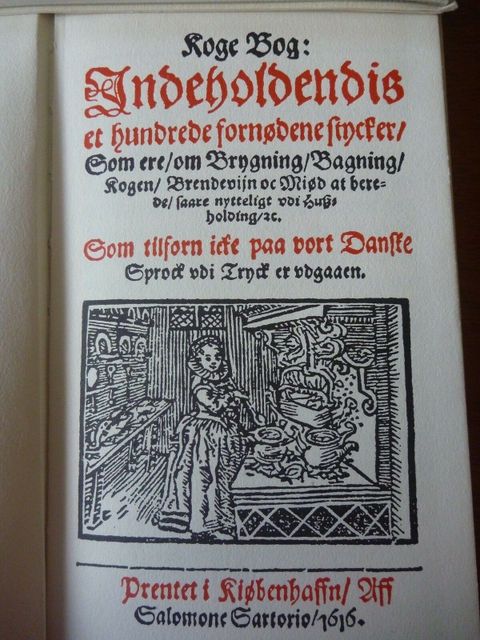 Koge Bog:
Indeholdendis
et hundrede fornødene stycker/
Som ere/om Brygning/Bagning/
Kogen/ Brendevijn oc Miød at bere-
de/ saare nytteligt vdi Hußs-
holding/ꝛc.
Som tilforn icke paa vort Danske
Sprock vdi Tryck er vdgaaen.
Prentet i Kiøbenhaffn/ Aff
Salomone Sartorio/1616.